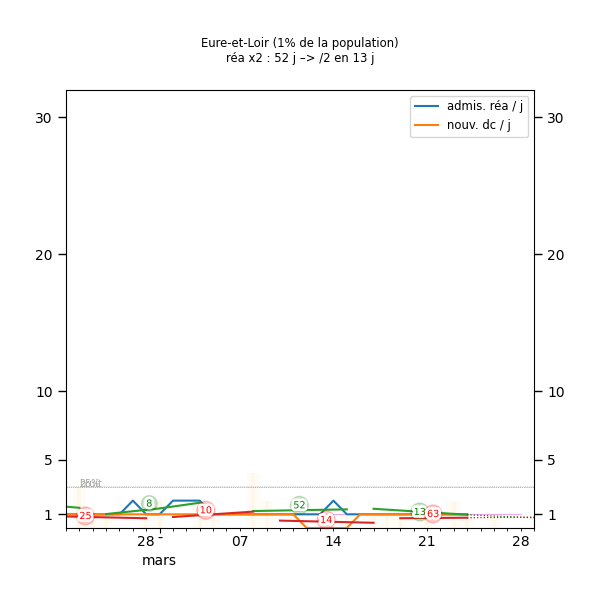 Eure-et-Loir (1% de la population)
réa x2 : 52 j –> /2 en 13 j
admis. réa / j
nouv. dc / j
30 30
20 20
10 10
5 5
1 1
25
8
10
52
14
-13
-63
28 - 07 14 21 28
mars